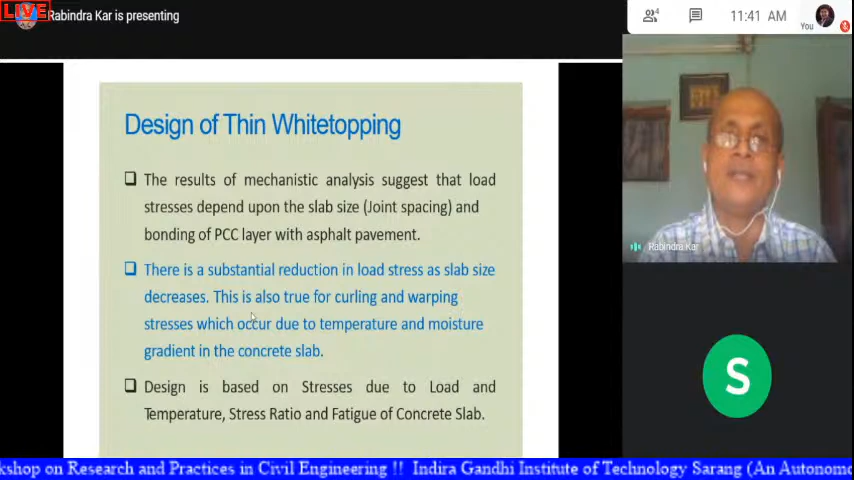 LIVE
Rabindra Kar is presenting
4
11:41 AM
You
Design of Thin Whitetopping
The results of mechanistic analysis suggest that load
stresses depend upon the slab size (Joint spacing) and
bonding of PCC layer with asphalt pavement.
There is a substantial reduction in load stress as slab size
decreases. This is also true for curling and warping
stresses which occur due to temperature and moisture
gradient in the concrete slab.
Design is based on Stresses due to Load and
Temperature, Stress Ratio and Fatigue of Concrete Slab.
Rabindra Kar
S
kshop on Research and Practices in Civil Engineering !! Indira Gandhi Institute of Technology Sarang (An Autonomo